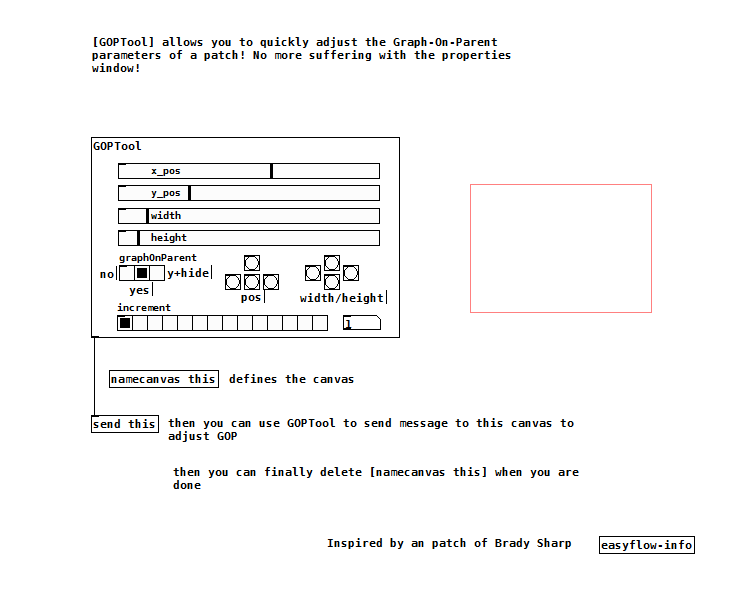 [GOPTool] allows you to quickly adjust the Graph-On-Parent
parameters of a patch! No more suffering with the properties
window!
GOPTool
x_pos
y_pos
width
height
graphOnParent
no
y+hide
yes
pos
width/height
increment
1
namecanvas this
defines the canvas
send this
then you can use GOPTool to send message to this canvas to
adjust GOP
then you can finally delete [namecanvas this] when you are
done
Inspired by an patch of Brady Sharp
easyflow-info